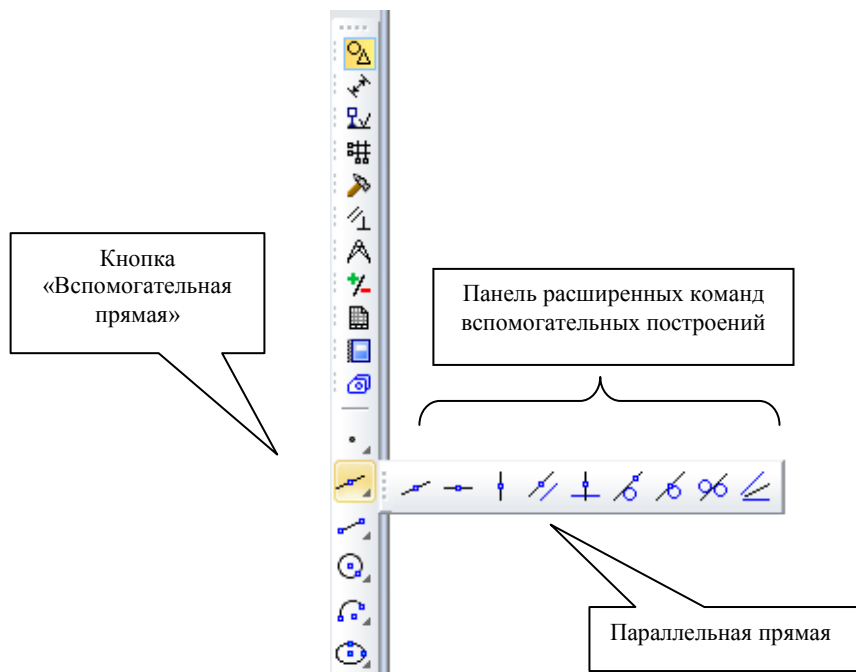 Кнопка
«Вспомогательная
прямая»
Панель расширенных команд
вспомогательных построений
Параллельная прямая